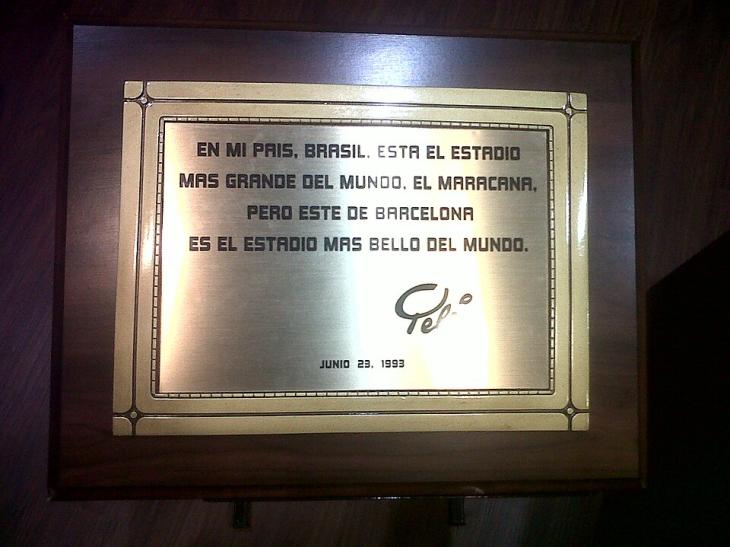 EN MI PAIS, BRASIL. ESTA EL ESTADIO
MAS GRANDE DEL MUNDO. EL MARACANA,
PERO ESTE DE BARCELONA
ES EL ESTADIO MAS BELLO DEL MUNDO.
Pelé
JUNIO 23, 1993